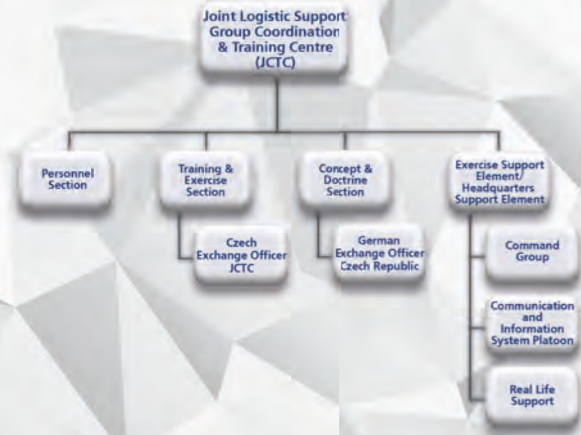 Joint Logistic Support
Group Coordination
& Training Centre
(JCTC)
Personnel
Section
Training &
Exercise
Section
Czech
Exchange Officer
JCTC
Concept &
Doctrine
Section
German
Exchange Officer
Czech Republic
Exercise Support
Element/
Headquarters
Support Element
Command
Group
Communication
and
Information
System Platoon
Real Life
Support